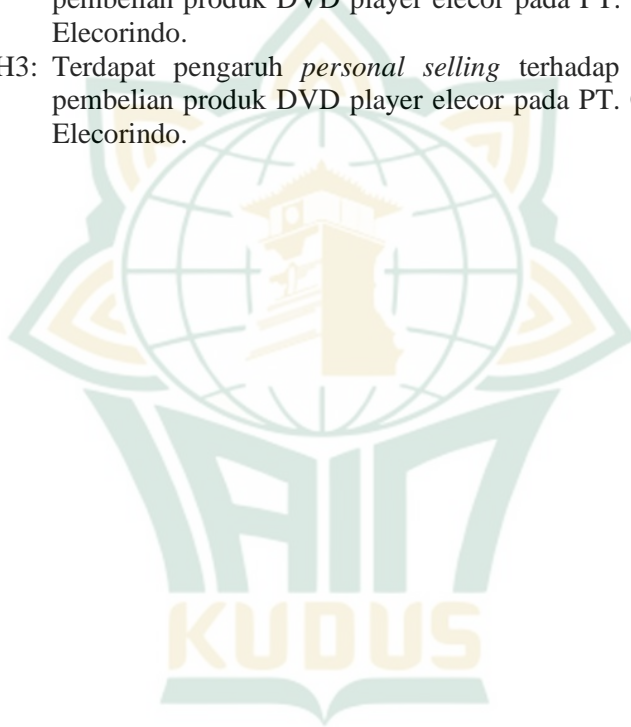 pembelian produk DVD player elecor pada PT.
Elecorindo.
H3: Terdapat pengaruh personal selling terhadap
pembelian produk DVD player elecor pada PT.
Elecorindo.
IAIN
KUDUS